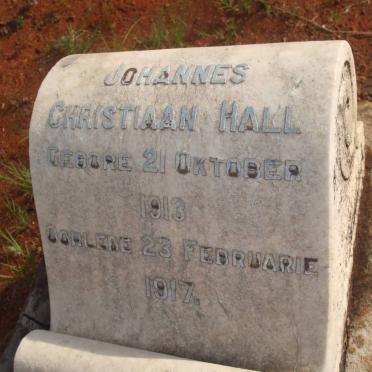 JOHANNES
CHRISTIAAN HALL
GEBORE 21 OKTOBER
1913
OORLEDE 23 FEBRUARIE
1917.